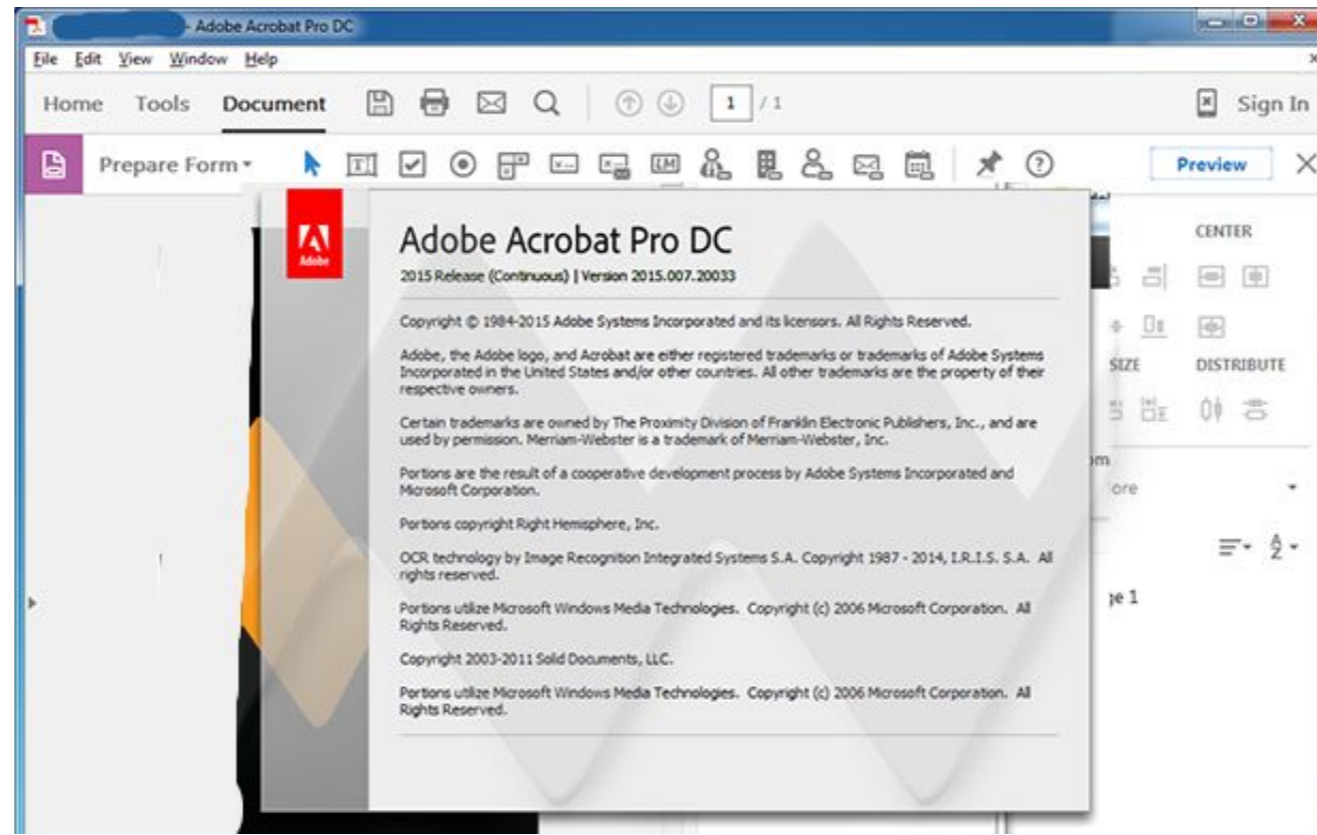 - Adobe Acrobat Pro DC
File Edit View Window Help
Home Tools Document 1 / 1 Sign In
Prepare Form Preview
Adobe
Adobe Acrobat Pro DC
2015 Release (Continuous) | Version 2015.007.20033
Copyright © 1984-2015 Adobe Systems Incorporated and its licensors. All Rights Reserved.
Adobe, the Adobe logo, and Acrobat are either registered trademarks or trademarks of Adobe Systems
Incorporated in the United States and/or other countries. All other trademarks are the property of their
respective owners.
Certain trademarks are owned by The Proximity Division of Franklin Electronic Publishers, Inc., and are
used by permission. Merriam-Webster is a trademark of Merriam-Webster, Inc.
Portions are the result of a cooperative development process by Adobe Systems Incorporated and
Microsoft Corporation.
Portions copyright Right Hemisphere, Inc.
OCR technology by Image Recognition Integrated Systems S.A. Copyright 1987 - 2014, I.R.I.S. S.A. All
rights reserved.
Portions utilize Microsoft Windows Media Technologies. Copyright (c) 2006 Microsoft Corporation. All
Rights Reserved.
Copyright 2003-2011 Solid Documents, LLC.
Portions utilize Microsoft Windows Media Technologies. Copyright (c) 2006 Microsoft Corporation. All
Rights Reserved.
CENTER
SIZE DISTRIBUTE
om
ore
ge 1